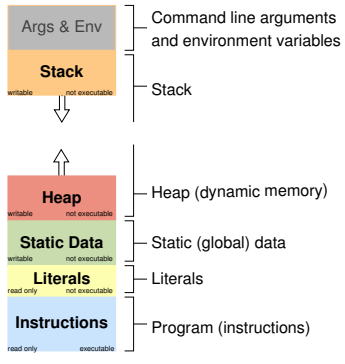 Args & Env
Command line arguments
and environment variables
Stack
writable not executable
Stack
Heap
writable not executable
Heap (dynamic memory)
Static Data
writable not executable
Static (global) data
Literals
read only not executable
Literals
Instructions
read only executable
Program (instructions)